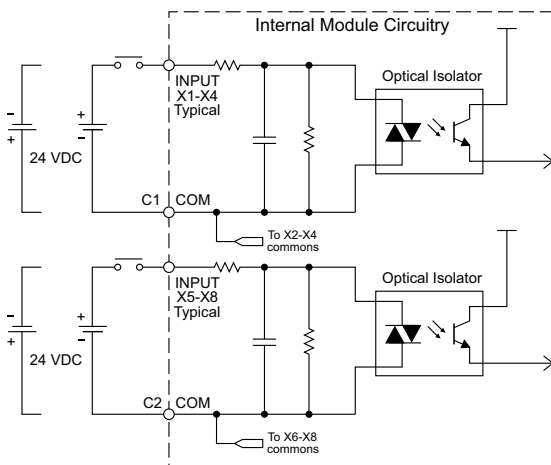 Internal Module Circuitry
INPUT
X1-X4
Typical
Optical Isolator
-
+
24 VDC
+
-
C1 COM
To X2-X4
commons
INPUT
X5-X8
Typical
Optical Isolator
-
+
24 VDC
+
-
C2 COM
To X6-X8
commons